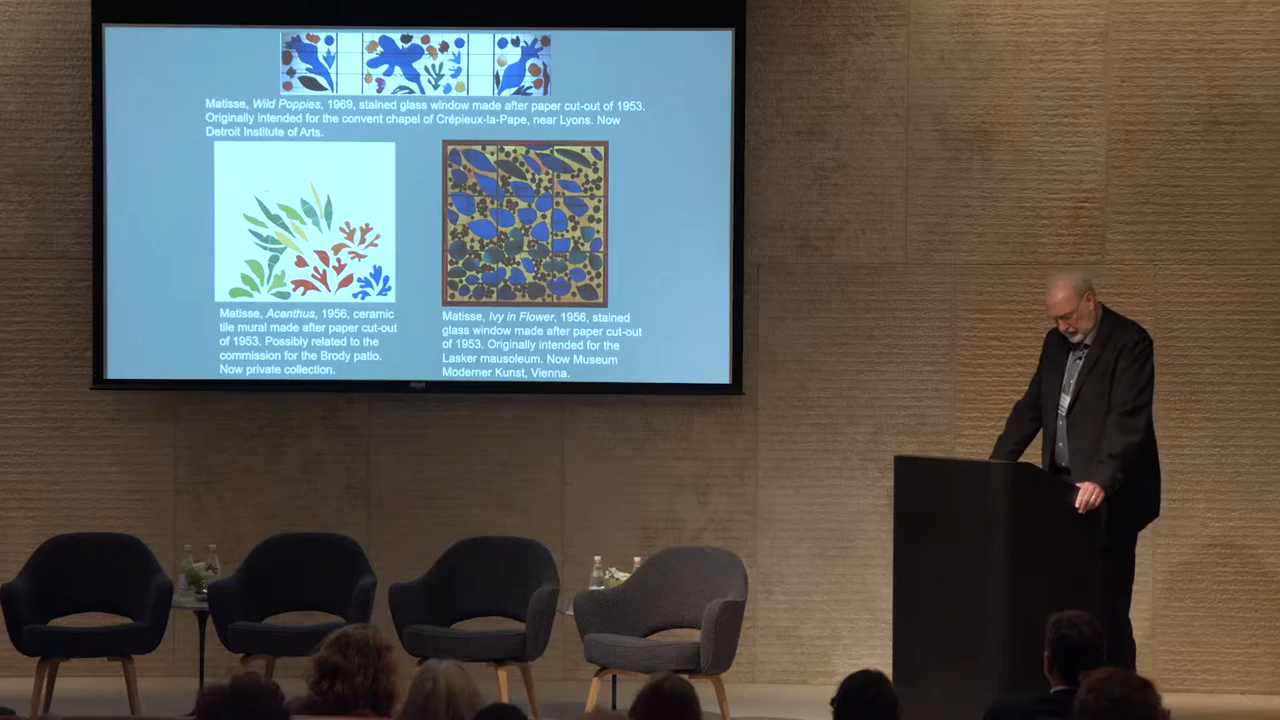 Matisse, Wild Poppies, 1969, stained glass window made after paper cut-out of 1953.
Originally intended for the convent chapel of Crépieux-la-Pape, near Lyons. Now
Detroit Institute of Arts.
Matisse, Acanthus, 1956, ceramic
tile mural made after paper cut-out
of 1953. Possibly related to the
commission for the Brody patio.
Now private collection.
Matisse, Ivy in Flower, 1956, stained
glass window made after paper cut-out
of 1953. Originally intended for the
Lasker mausoleum. Now Museum
Moderner Kunst, Vienna.